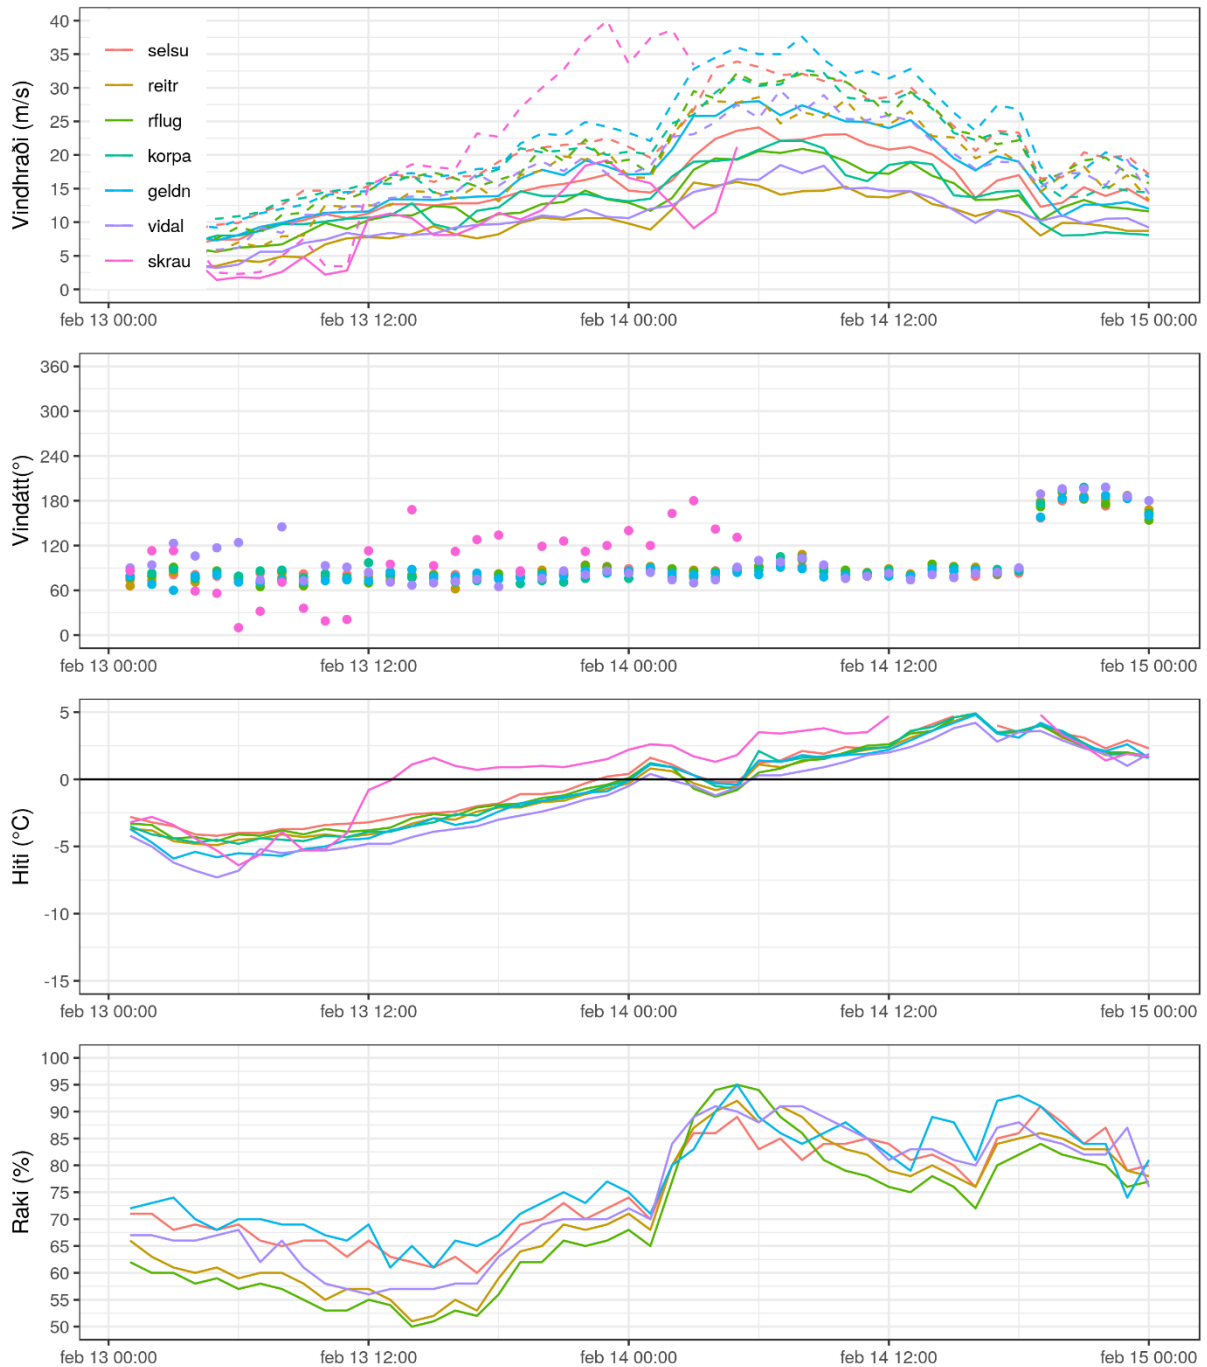 Vindhraði (m/s)
40
35
30
25
20
15
10
5
0
selsu
reitr
rflug
korpa
geldn
vidal
skrau
feb 13 00:00 feb 13 12:00 feb 14 00:00 feb 14 12:00 feb 15 00:00
Vindátt(°)
360
300
240
180
120
60
0
feb 13 00:00 feb 13 12:00 feb 14 00:00 feb 14 12:00 feb 15 00:00
Hiti (°C)
5
0
-5
-10
-15
feb 13 00:00 feb 13 12:00 feb 14 00:00 feb 14 12:00 feb 15 00:00
Raki (%)
100
95
90
85
80
75
70
65
60
55
50
feb 13 00:00 feb 13 12:00 feb 14 00:00 feb 14 12:00 feb 15 00:00